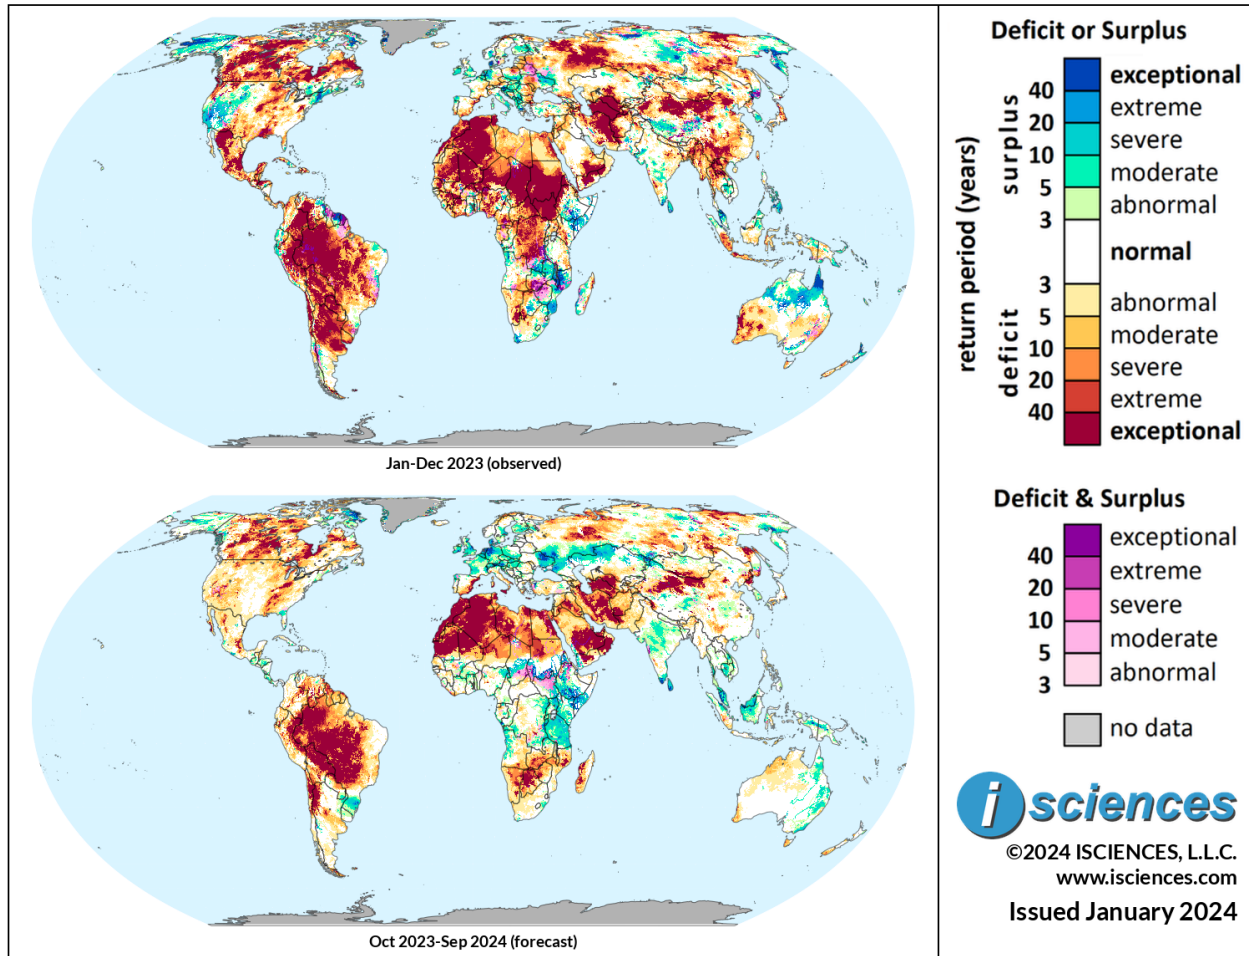 Jan-Dec 2023 (observed)
Oct 2023-Sep 2024 (forecast)
Deficit or Surplus
return period (years)
surplus
deficit
exceptional
40
extreme
20
severe
10
moderate
5
abnormal
3
normal
3
abnormal
5
moderate
10
severe
20
extreme
40
exceptional
Deficit & Surplus
exceptional
40
extreme
20
severe
10
moderate
5
abnormal
3
no data
i sciences
©2024 ISCIENCES, L.L.C.
www.isciences.com
Issued January 2024